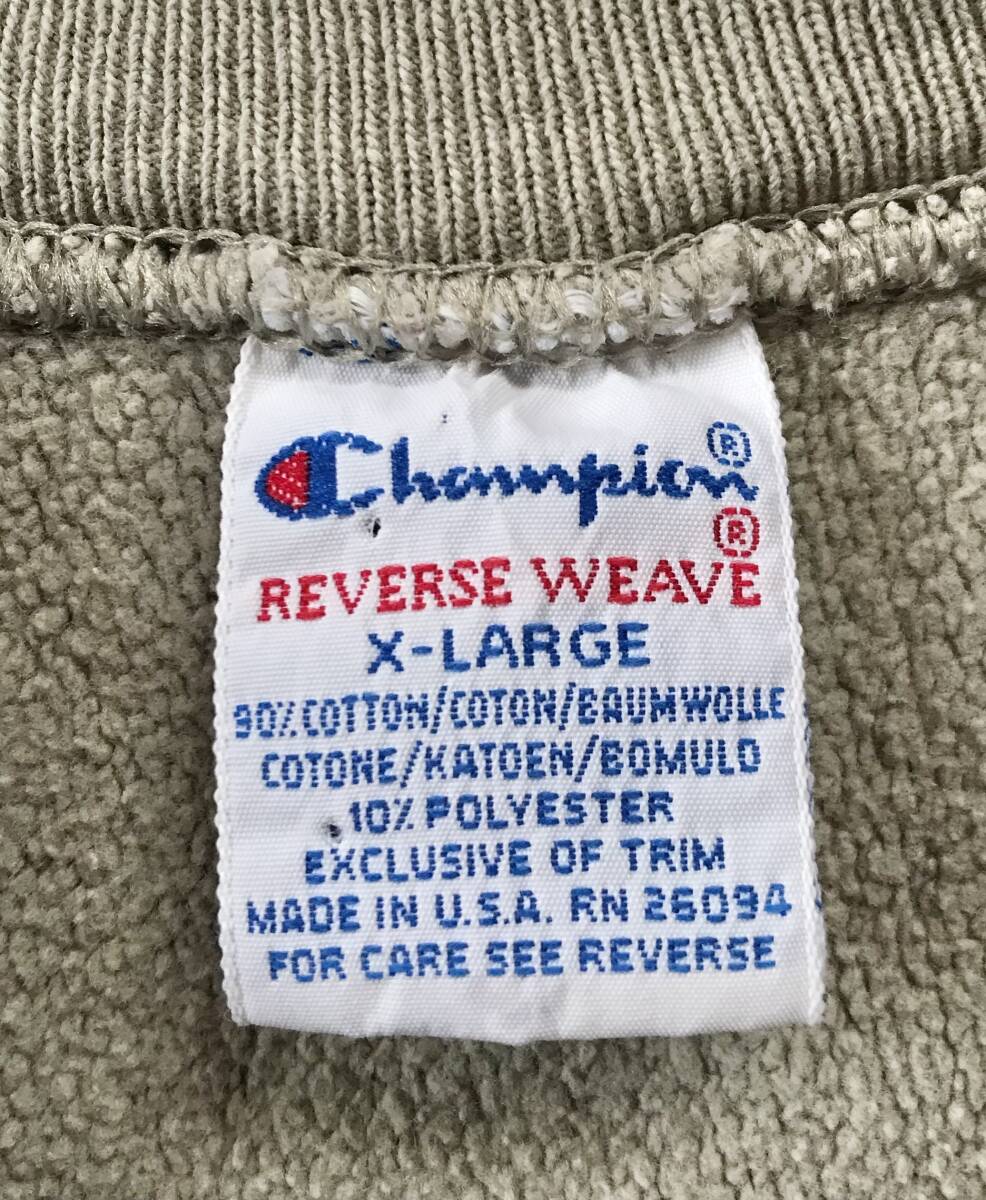 Champion®
REVERSE WEAVE®
X-LARGE
90% COTTON/COTON/BAUMWOLLE
COTONE/KATOEN/BOMULD
10% POLYESTER
EXCLUSIVE OF TRIM
MADE IN U.S.A. RN 26094
FOR CARE SEE REVERSE